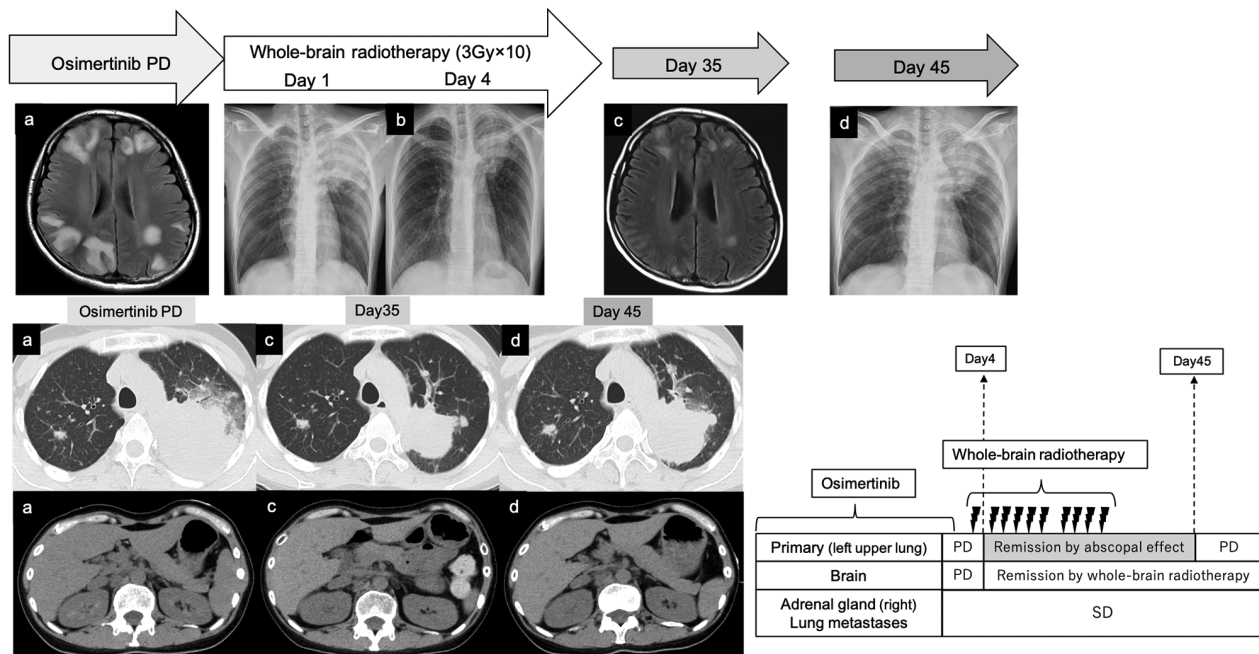 Osimertinib PD
Whole-brain radiotherapy (3Gy×10)
Day 1
Day 4
Day 35
Day 45
a
b
c
d
Osimertinib PD
Day35
Day 45
a
c
d
a
c
d
Day4
Day45
Whole-brain radiotherapy
Osimertinib
Primary (left upper lung)
PD
Remission by abscopal effect
PD
Brain
PD
Remission by whole-brain radiotherapy
Adrenal gland (right)
Lung metastases
SD